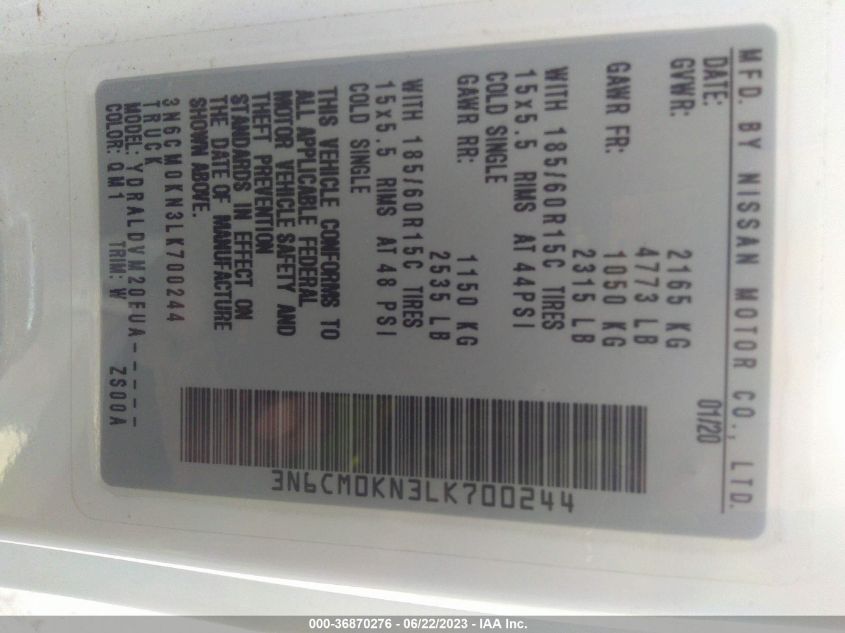 MFD. BY NISSAN MOTOR CO., LTD.
DATE: 01/20
GVWR: 2165 KG
4773 LB
GAWR FR: 1050 KG
2315 LB
WITH 185/60R15C TIRES
15x5.5 RIMS AT 44PSI
COLD SINGLE
GAWR RR: 1150 KG
2535 LB
WITH 185/60R15C TIRES
15x5.5 RIMS AT 48 PSI
COLD SINGLE
THIS VEHICLE CONFORMS TO
ALL APPLICABLE FEDERAL
MOTOR VEHICLE SAFETY AND
THEFT PREVENTION
STANDARDS IN EFFECT ON
THE DATE OF MANUFACTURE
SHOWN ABOVE.
3N6CM0KN3LK700244
TRUCK
MODEL: YDRALDVM20FUA-----
COLOR: QM1 TRIM: W ZS00A
3N6CM0KN3LK700244
000-36870276 - 06/22/2023 - IAA Inc.